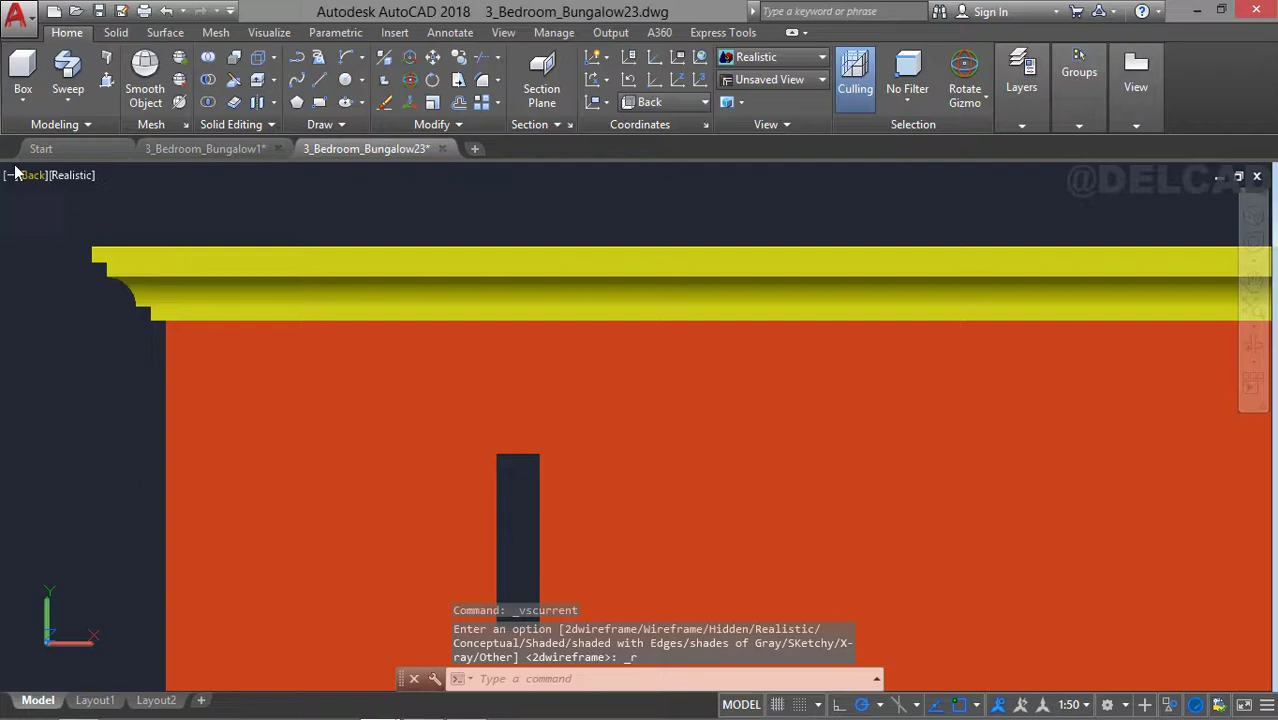 Autodesk AutoCAD 2018 3_Bedroom_Bungalow23.dwg
Type a keyword or phrase
Sign In
Home Solid Surface Mesh Visualize Parametric Insert Annotate View Manage Output A360 Express Tools
Realistic
Unsaved View
Back
Box
Sweep
Smooth
Object
Section
Plane
Culling
No Filter
Rotate
Gizmo
Layers
Groups
View
Modeling
Mesh
Solid Editing
Draw
Modify
Section
Coordinates
View
Selection
Start
3_Bedroom_Bungalow1*
3_Bedroom_Bungalow23*
[−][Back][Realistic]
@DELCAD
Y
X
Z
Command: _vscurrent
Enter an option [2dwireframe/Wireframe/Hidden/Realistic/
Conceptual/Shaded/shaded with Edges/shades of Gray/SKetchy/X-
ray/Other] <2dwireframe>: _r
Type a command
Model Layout1 Layout2
MODEL
1:50